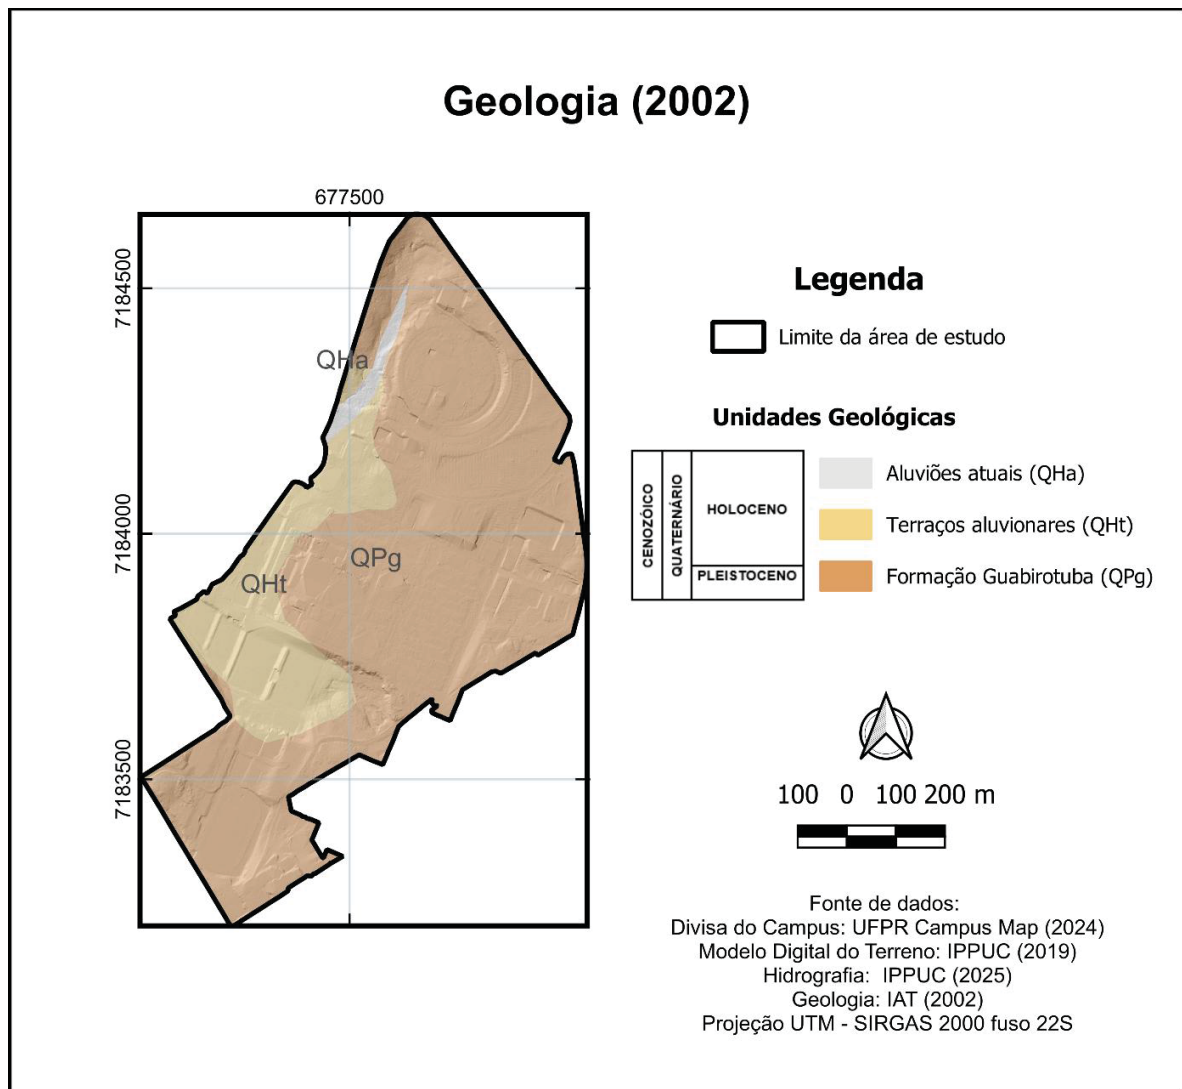 Geologia (2002)
677500
7184500
7184000
7183500
QHa
QPg
QHt
Legenda
Limite da área de estudo
Unidades Geológicas
CENOZÓICO
QUATERNÁRIO
HOLOCENO
PLEISTOCENO
Aluviões atuais (QHa)
Terraços aluvionares (QHt)
Formação Guabirotuba (QPg)
100 0 100 200 m
Fonte de dados:
Divisa do Campus: UFPR Campus Map (2024)
Modelo Digital do Terreno: IPPUC (2019)
Hidrografia: IPPUC (2025)
Geologia: IAT (2002)
Projeção UTM - SIRGAS 2000 fuso 22S